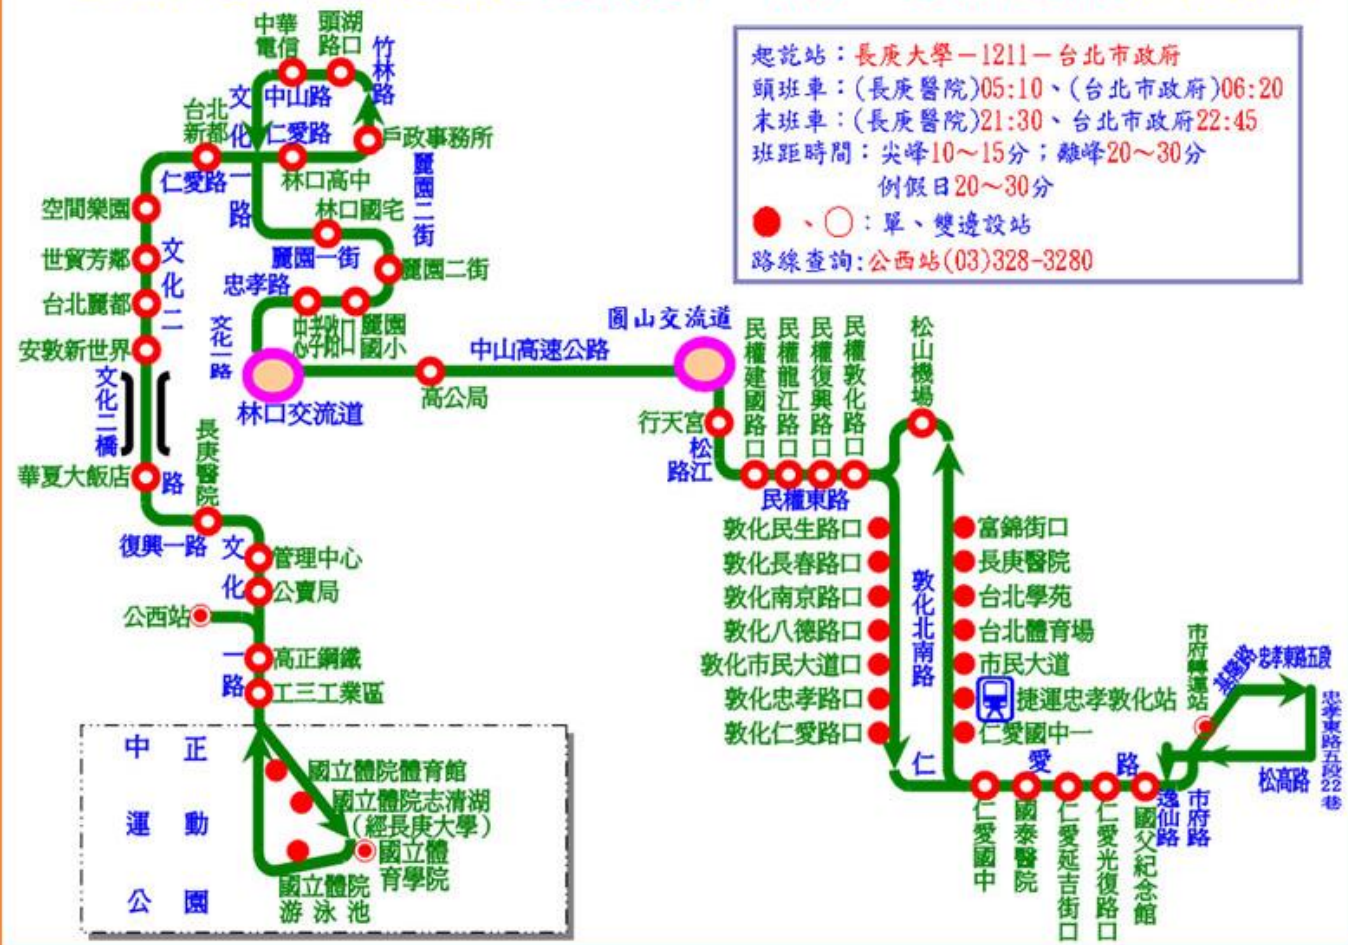 起訖站：長庚大學－1211－台北市政府
頭班車：(長庚醫院)05:10、(台北市政府)06:20
末班車：(長庚醫院)21:30、台北市政府22:45
班距時間：尖峰10～15分；離峰20～30分
例假日20～30分
●、○：單、雙邊設站
路線查詢:公西站(03)328-3280
中華電信
頭湖路口
竹林路
中山路
文化一路
台北新都
仁愛路
戶政事務所
仁愛路
林口高中
麗園二街
空間樂園
林口國宅
世貿芳鄰
文化二路
麗園一街
麗園二街
台北麗都
忠孝路
麗園國小
安敦新世界
文化一路
林口交流道
中山高速公路
高公局
圓山交流道
文化二橋
華夏大飯店
長庚醫院
復興一路
文化一路
管理中心
公賣局
公西站
高正鋼鐵
工三工業區
中正運動公園
國立體院體育館
國立體院志清湖
(經長庚大學)
國立體育學院
國立體院游泳池
行天宮
松江路
民權建國路口
民權龍江路口
民權復興路口
民權敦化路口
民權東路
松山機場
敦化民生路口
敦化長春路口
敦化南京路口
敦化八德路口
敦化市民大道口
敦化忠孝路口
敦化仁愛路口
敦化北南路
富錦街口
長庚醫院
台北學苑
台北體育場
市民大道
捷運忠孝敦化站
仁愛國中一
仁愛路
仁愛國中
國泰醫院
仁愛延吉街口
仁愛光復路口
國父紀念館
逸仙路
市府路
市府轉運站
基隆路
忠孝東路五段
忠孝東路五段22巷
松高路